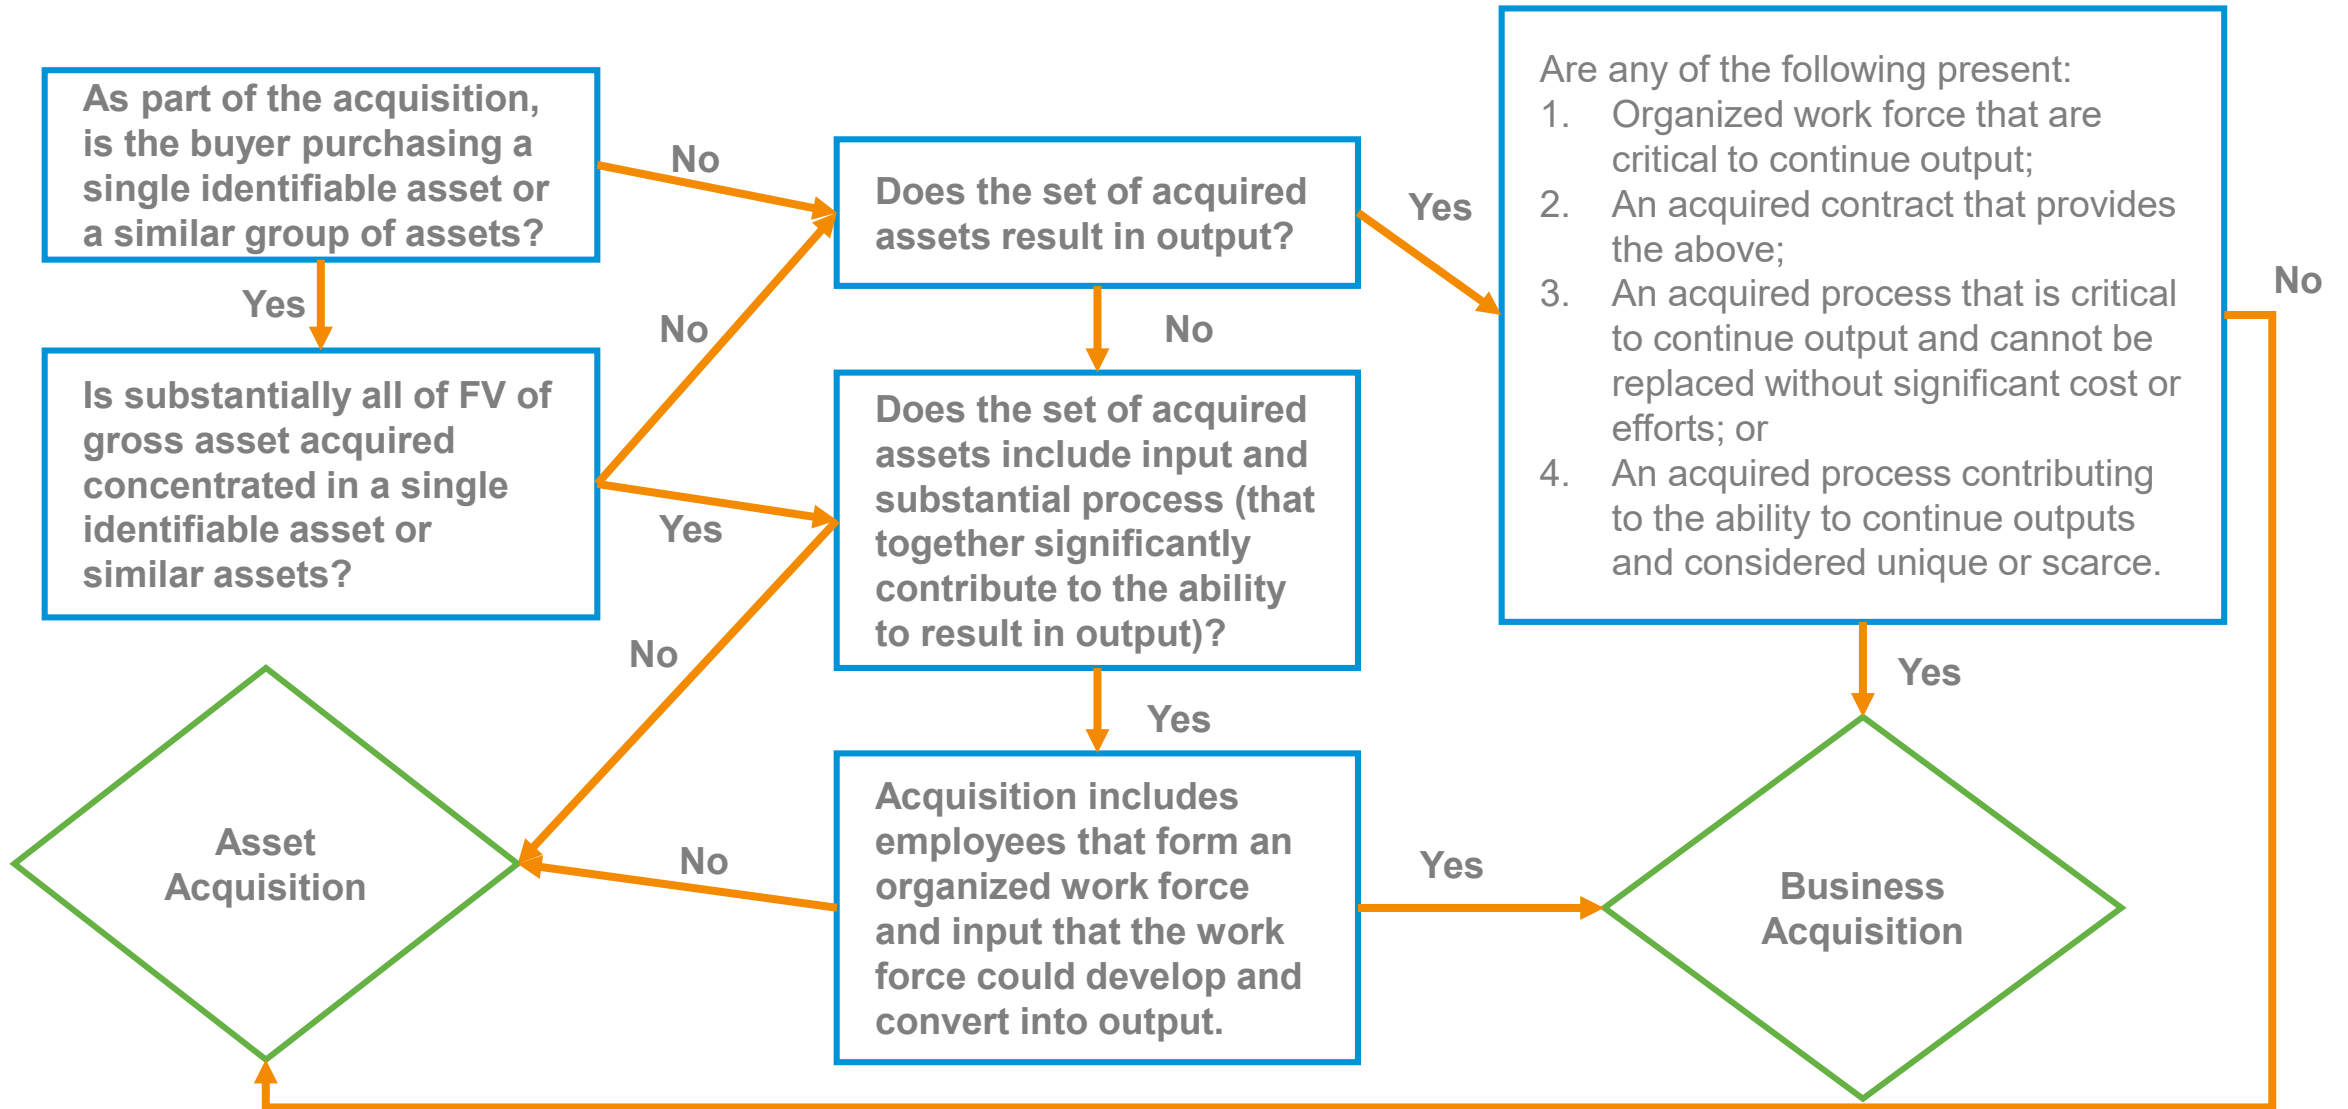 As part of the acquisition,
is the buyer purchasing a
single identifiable asset or
a similar group of assets?
Yes
No
Is substantially all of FV of
gross asset acquired
concentrated in a single
identifiable asset or
similar assets?
No
Yes
Does the set of acquired
assets result in output?
Yes
No
Does the set of acquired
assets include input and
substantial process (that
together significantly
contribute to the ability
to result in output)?
No
Yes
Acquisition includes
employees that form an
organized work force
and input that the work
force could develop and
convert into output.
No
Yes
Are any of the following present:
1. Organized work force that are
critical to continue output;
2. An acquired contract that provides
the above;
3. An acquired process that is critical
to continue output and cannot be
replaced without significant cost or
efforts; or
4. An acquired process contributing
to the ability to continue outputs
and considered unique or scarce.
No
Yes
Asset
Acquisition
Business
Acquisition